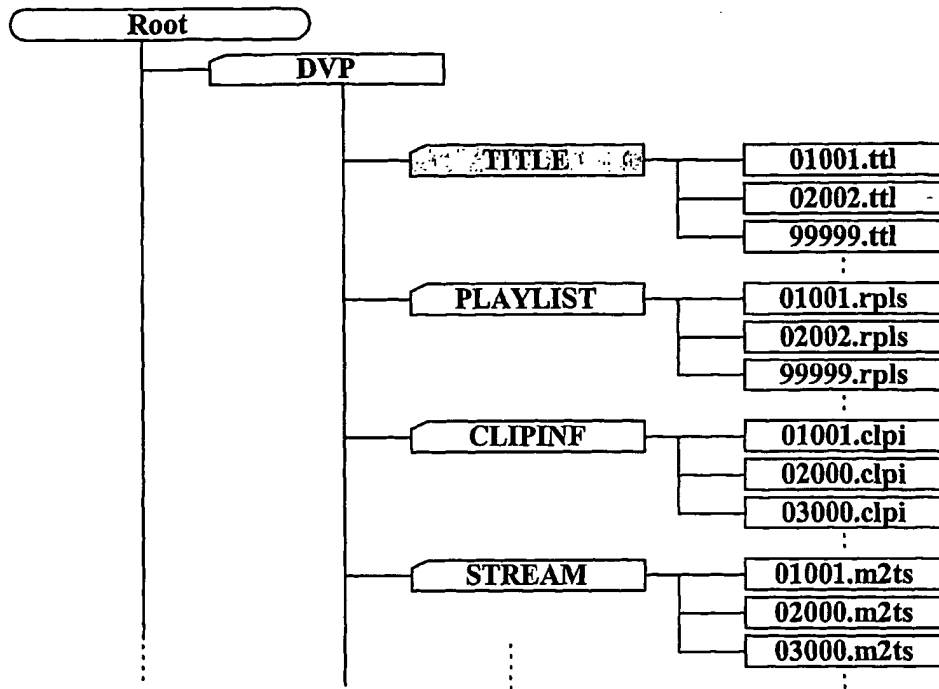 Root
DVP
TITLE
01001.ttl
02002.ttl
99999.ttl
PLAYLIST
01001.rpls
02002.rpls
99999.rpls
CLIPINF
01001.clpi
02000.clpi
03000.clpi
STREAM
01001.m2ts
02000.m2ts
03000.m2ts